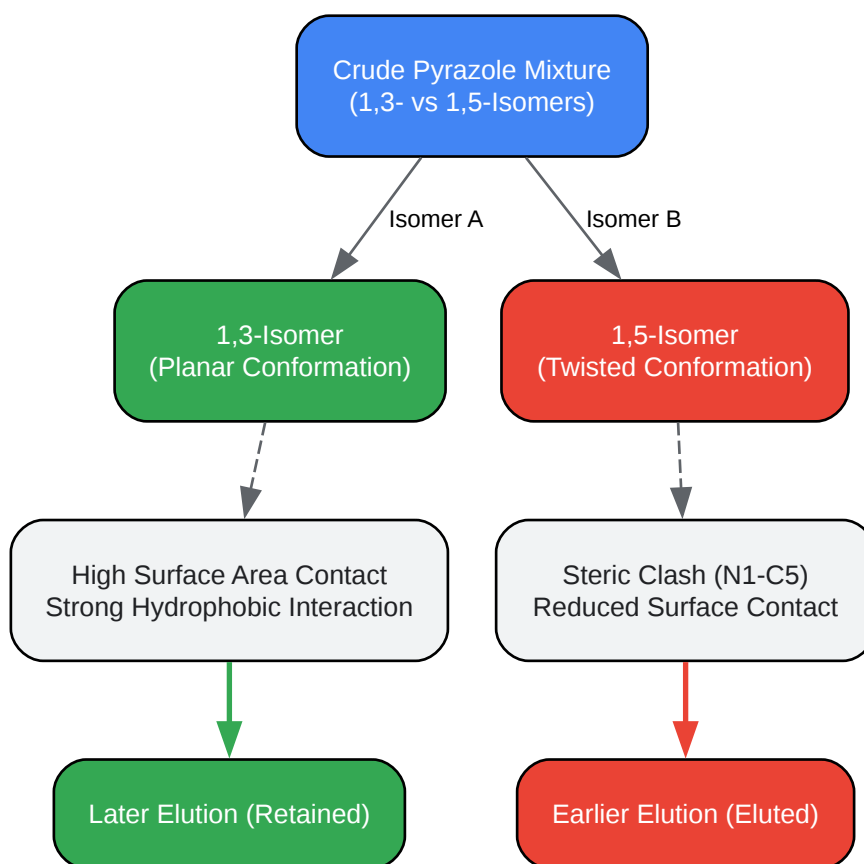 Crude Pyrazole Mixture
(1,3- vs 1,5-Isomers)
Isomer A
Isomer B
1,3-Isomer
(Planar Conformation)
1,5-Isomer
(Twisted Conformation)
High Surface Area Contact
Strong Hydrophobic Interaction
Steric Clash (N1-C5)
Reduced Surface Contact
Later Elution (Retained)
Earlier Elution (Eluted)